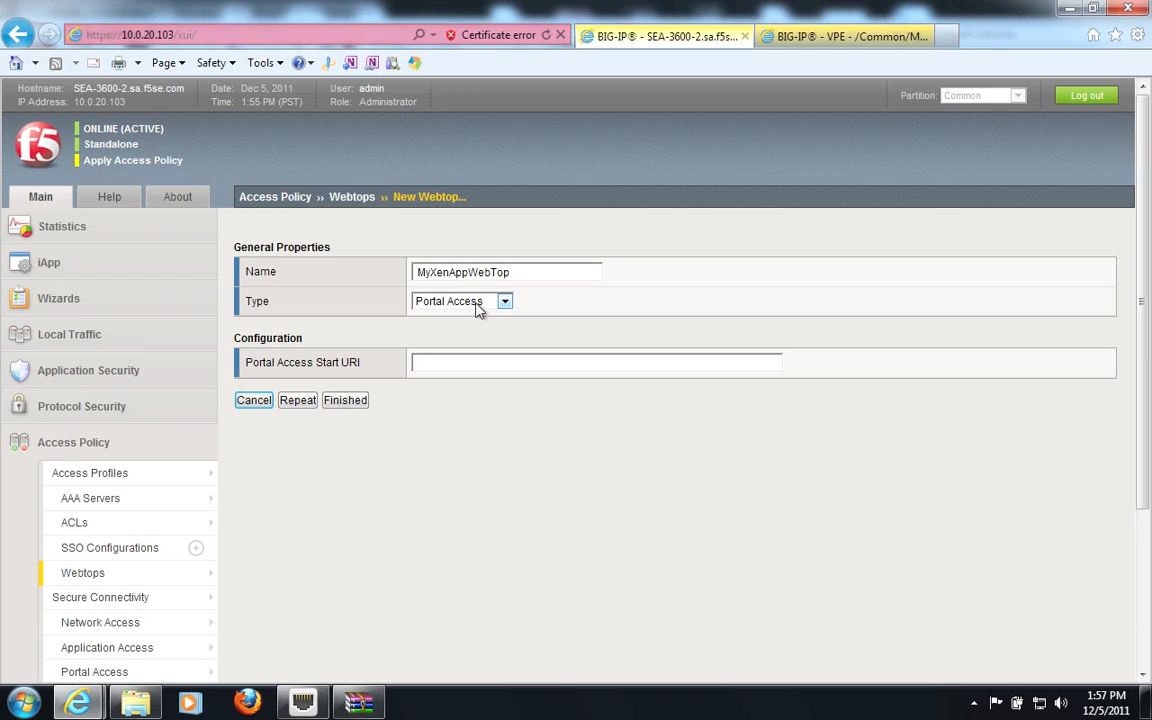 https://10.0.20.103/xui/
Certificate error
BIG-IP® - SEA-3600-2.sa.f5s...
BIG-IP® - VPE - /Common/M...
Page
Safety
Tools
Hostname: SEA-3600-2.sa.f5se.com
IP Address: 10.0.20.103
Date: Dec 5, 2011
Time: 1:55 PM (PST)
User: admin
Role: Administrator
Partition: Common
Log out
f5
ONLINE (ACTIVE)
Standalone
Apply Access Policy
Main
Help
About
Access Policy ›› Webtops ›› New Webtop...
Statistics
iApp
Wizards
Local Traffic
Application Security
Protocol Security
Access Policy
Access Profiles
AAA Servers
ACLs
SSO Configurations
Webtops
Secure Connectivity
Network Access
Application Access
Portal Access
General Properties
Name
MyXenAppWebTop
Type
Portal Access
Configuration
Portal Access Start URI
Cancel
Repeat
Finished
1:57 PM
12/5/2011